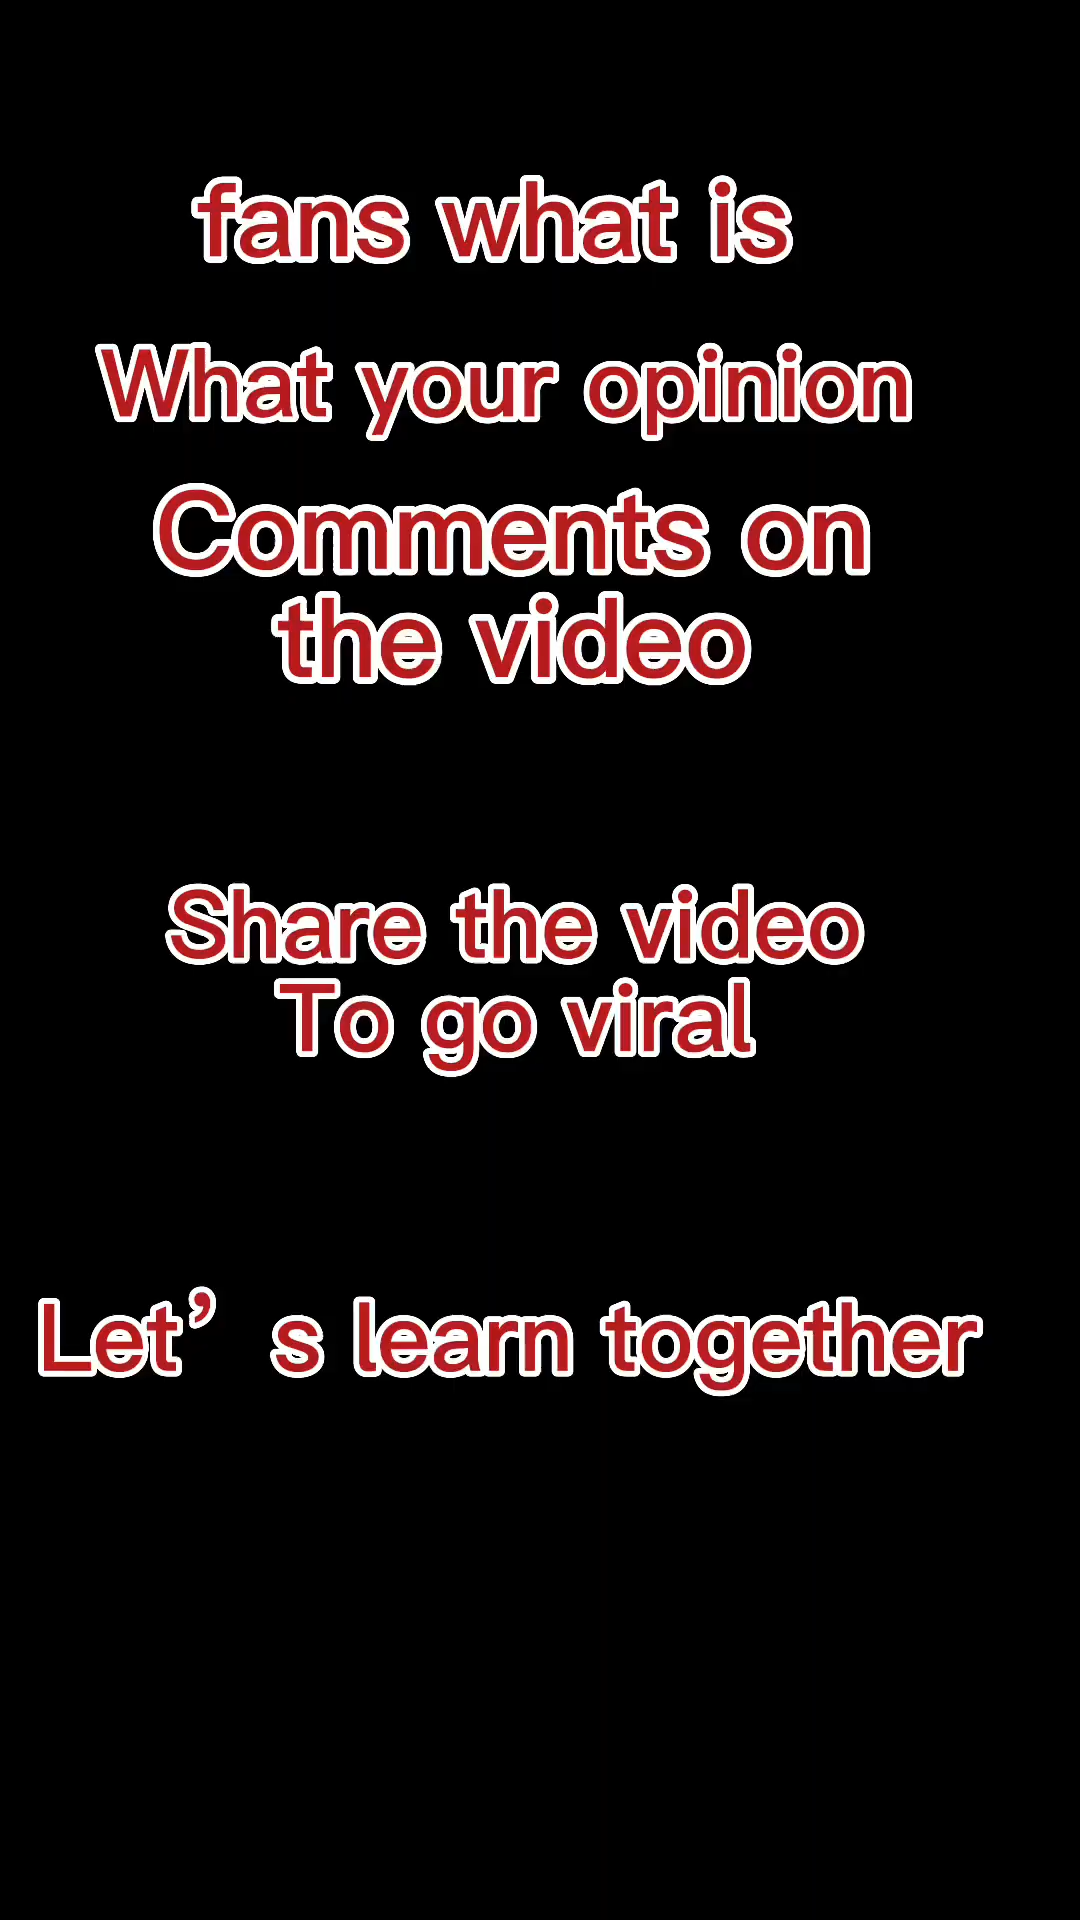 fans what is
What your opinion
Comments on
the video
Share the video
To go viral
Let’s learn together